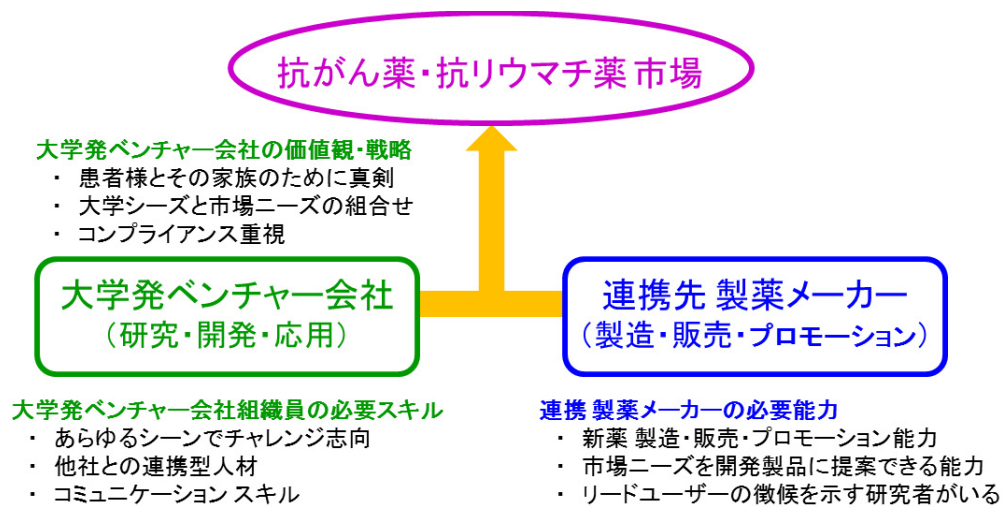 抗がん薬・抗リウマチ薬 市場
大学発ベンチャー会社の価値観・戦略
・ 患者様とその家族のために真剣
・ 大学シーズと市場ニーズの組合せ
・ コンプライアンス重視
大学発ベンチャー会社
（研究・開発・応用）
連携先 製薬メーカー
（製造・販売・プロモーション）
大学発ベンチャー会社組織員の必要スキル
・ あらゆるシーンでチャレンジ志向
・ 他社との連携型人材
・ コミュニケーション スキル
連携 製薬メーカーの必要能力
・ 新薬 製造・販売・プロモーション能力
・ 市場ニーズを開発製品に提案できる能力
・ リードユーザーの徴候を示す研究者がいる